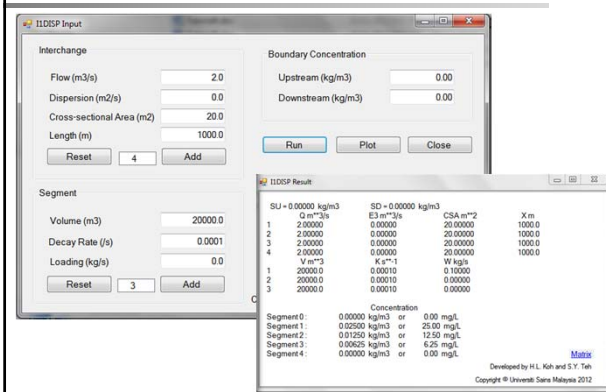 I1DISP Input
Interchange
Flow (m3/s) 2.0
Dispersion (m2/s) 0.0
Cross-sectional Area (m2) 20.0
Length (m) 1000.0
Reset 4 Add
Boundary Concentration
Upstream (kg/m3) 0.00
Downstream (kg/m3) 0.00
Run Plot Close
Segment
Volume (m3) 20000.0
Decay Rate (/s) 0.0001
Loading (kg/s) 0.0
Reset 3 Add
I1DISP Result
SU = 0.00000 kg/m3 SD = 0.00000 kg/m3
Q m**3/s E3 m**3/s CSA m**2 X m
1 2.00000 0.00000 20.00000 1000.0
2 2.00000 0.00000 20.00000 1000.0
3 2.00000 0.00000 20.00000 1000.0
4 2.00000 0.00000 20.00000 1000.0
V m**3 K s**-1 W kg/s
1 20000.0 0.00010 0.10000
2 20000.0 0.00010 0.00000
3 20000.0 0.00010 0.00000
Concentration
Segment 0 : 0.00000 kg/m3 or 0.00 mg/L
Segment 1 : 0.02500 kg/m3 or 25.00 mg/L
Segment 2 : 0.01250 kg/m3 or 12.50 mg/L
Segment 3 : 0.00625 kg/m3 or 6.25 mg/L
Segment 4 : 0.00000 kg/m3 or 0.00 mg/L
Matrix
Developed by H.L. Koh and S.Y. Teh
Copyright © Universiti Sains Malaysia 2012